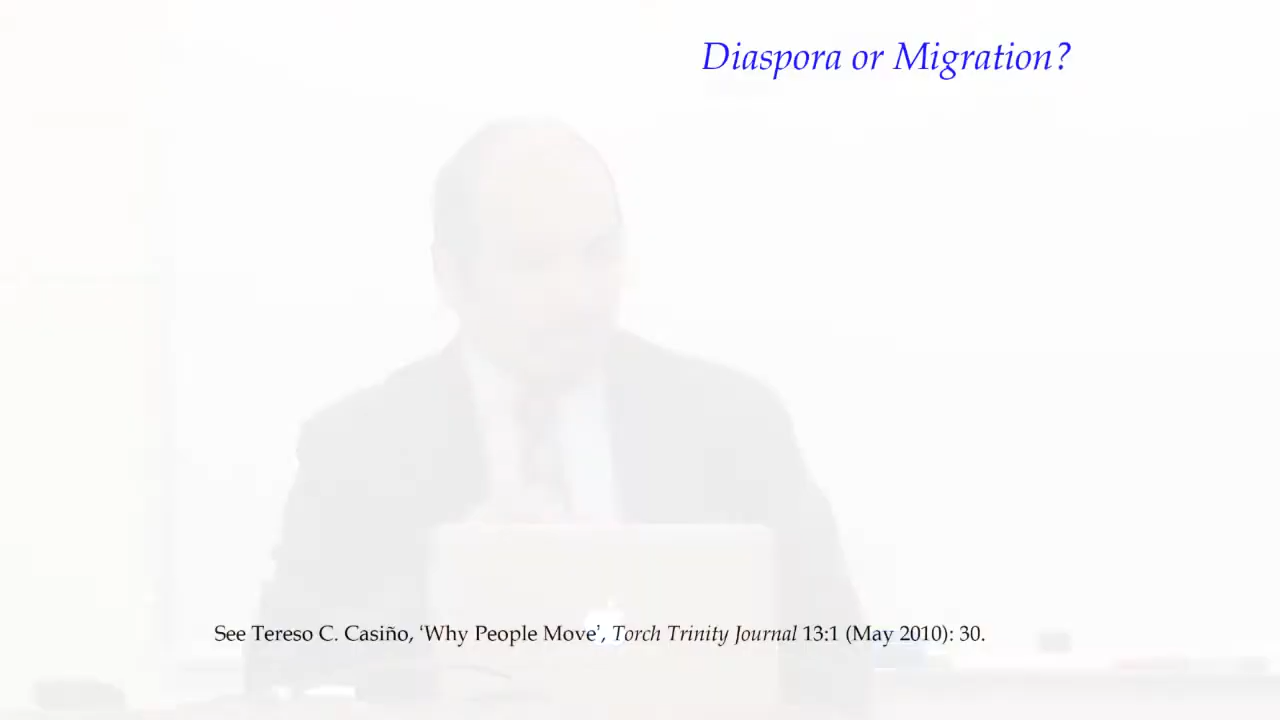 Diaspora or Migration?
See Tereso C. Casiño, ‘Why People Move’, Torch Trinity Journal 13:1 (May 2010): 30.